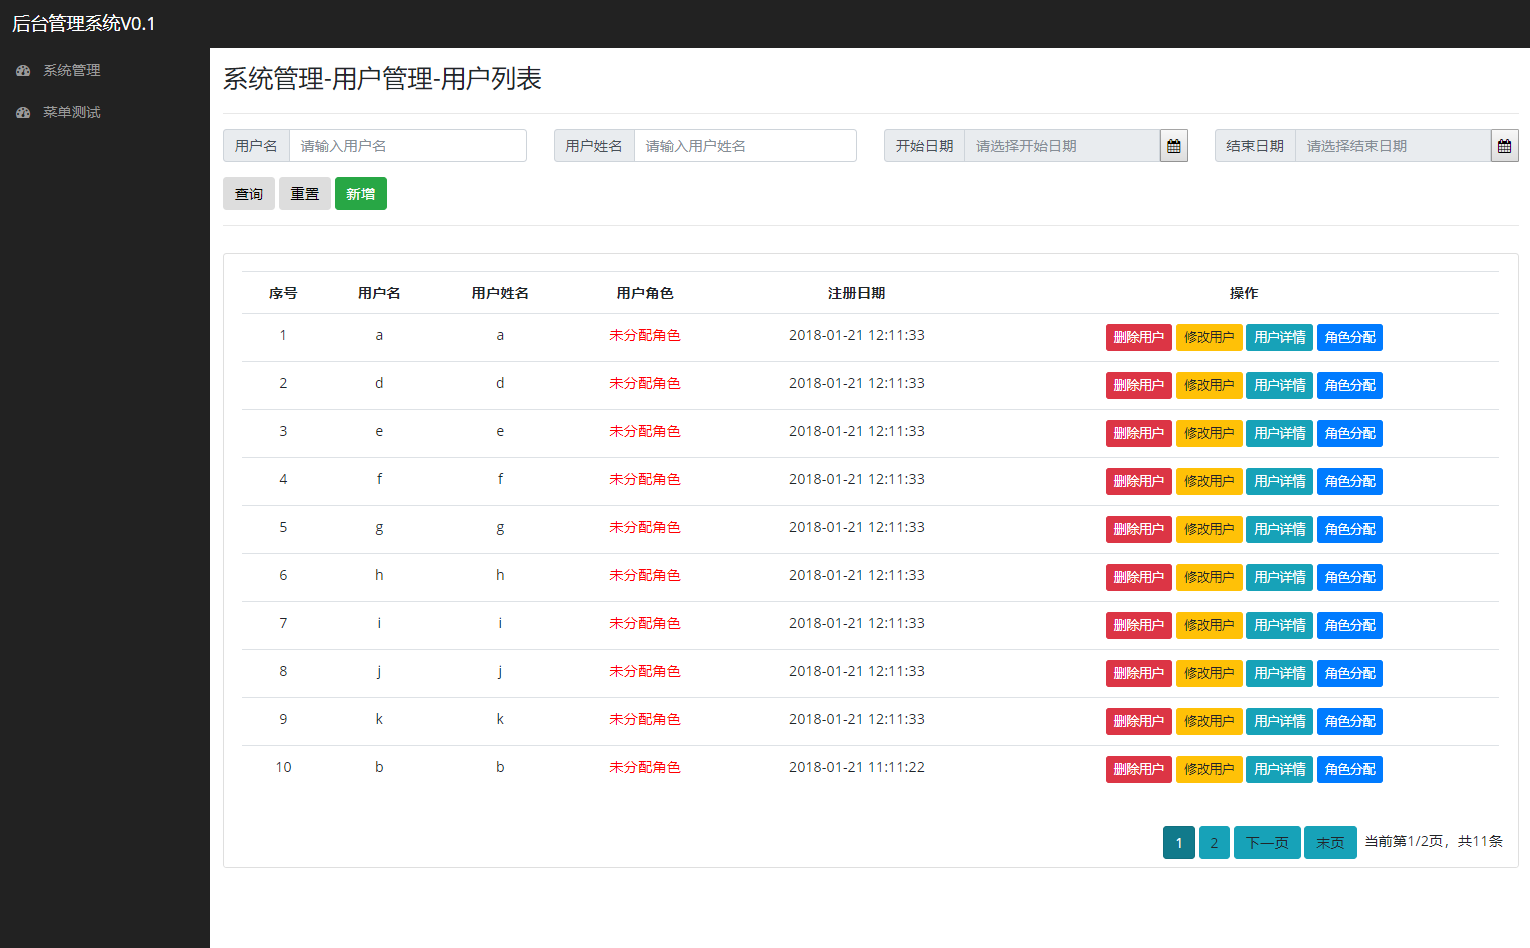 后台管理系统V0.1
系统管理
菜单测试
系统管理-用户管理-用户列表
用户名 请输入用户名 用户姓名 请输入用户姓名 开始日期 请选择开始日期 结束日期 请选择结束日期
查询 重置 新增
序号 用户名 用户姓名 用户角色 注册日期 操作
1 a a 未分配角色 2018-01-21 12:11:33 删除用户 修改用户 用户详情 角色分配
2 d d 未分配角色 2018-01-21 12:11:33 删除用户 修改用户 用户详情 角色分配
3 e e 未分配角色 2018-01-21 12:11:33 删除用户 修改用户 用户详情 角色分配
4 f f 未分配角色 2018-01-21 12:11:33 删除用户 修改用户 用户详情 角色分配
5 g g 未分配角色 2018-01-21 12:11:33 删除用户 修改用户 用户详情 角色分配
6 h h 未分配角色 2018-01-21 12:11:33 删除用户 修改用户 用户详情 角色分配
7 i i 未分配角色 2018-01-21 12:11:33 删除用户 修改用户 用户详情 角色分配
8 j j 未分配角色 2018-01-21 12:11:33 删除用户 修改用户 用户详情 角色分配
9 k k 未分配角色 2018-01-21 12:11:33 删除用户 修改用户 用户详情 角色分配
10 b b 未分配角色 2018-01-21 11:11:22 删除用户 修改用户 用户详情 角色分配
1 2 下一页 末页 当前第1/2页，共11条